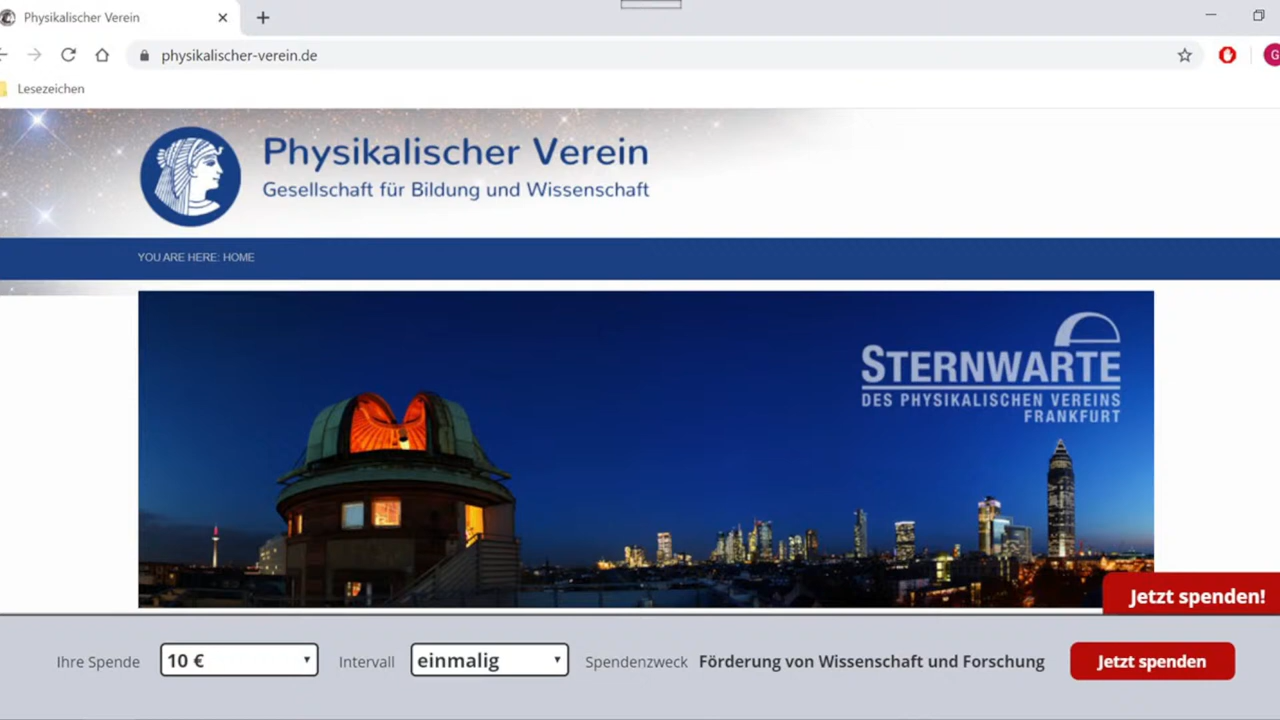 Physikalischer Verein
physikalischer-verein.de
G
Lesezeichen
Physikalischer Verein
Gesellschaft für Bildung und Wissenschaft
YOU ARE HERE: HOME
STERNWARTE
DES PHYSIKALISCHEN VEREINS
FRANKFURT
Jetzt spenden!
Ihre Spende 10 € Intervall einmalig Spendenzweck Förderung von Wissenschaft und Forschung Jetzt spenden